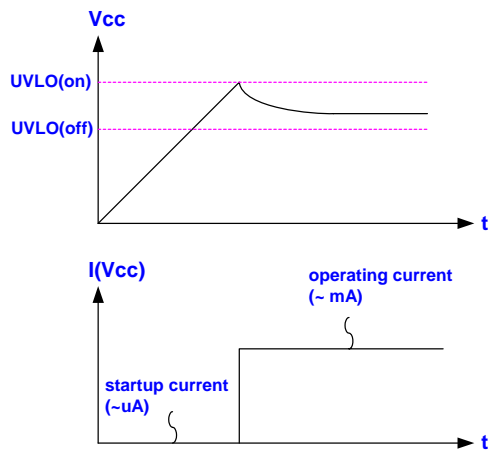 Vcc
UVLO(on)
UVLO(off)
t
I(Vcc)
operating current
(~ mA)
startup current
(~uA)
t